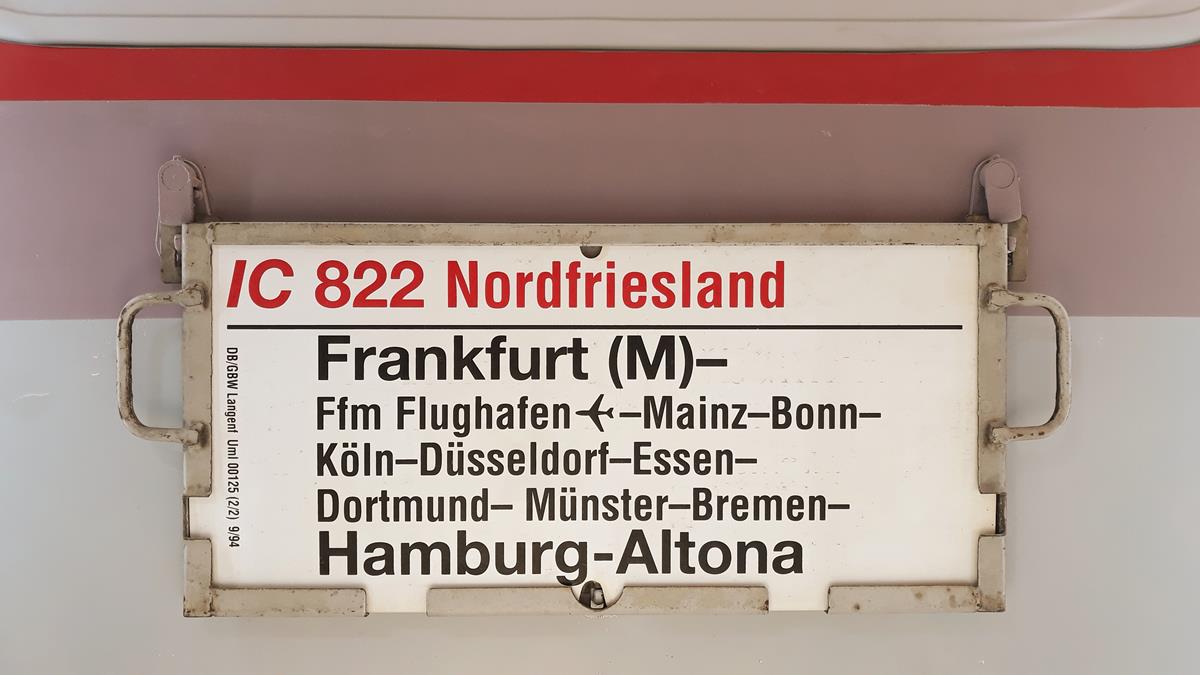 IC 822 Nordfriesland
Frankfurt (M)–
Ffm Flughafen ✈–Mainz–Bonn–
Köln–Düsseldorf–Essen–
Dortmund– Münster–Bremen–
Hamburg-Altona
DB/GBW Langenf Uml 00125 (2/2) 9/94